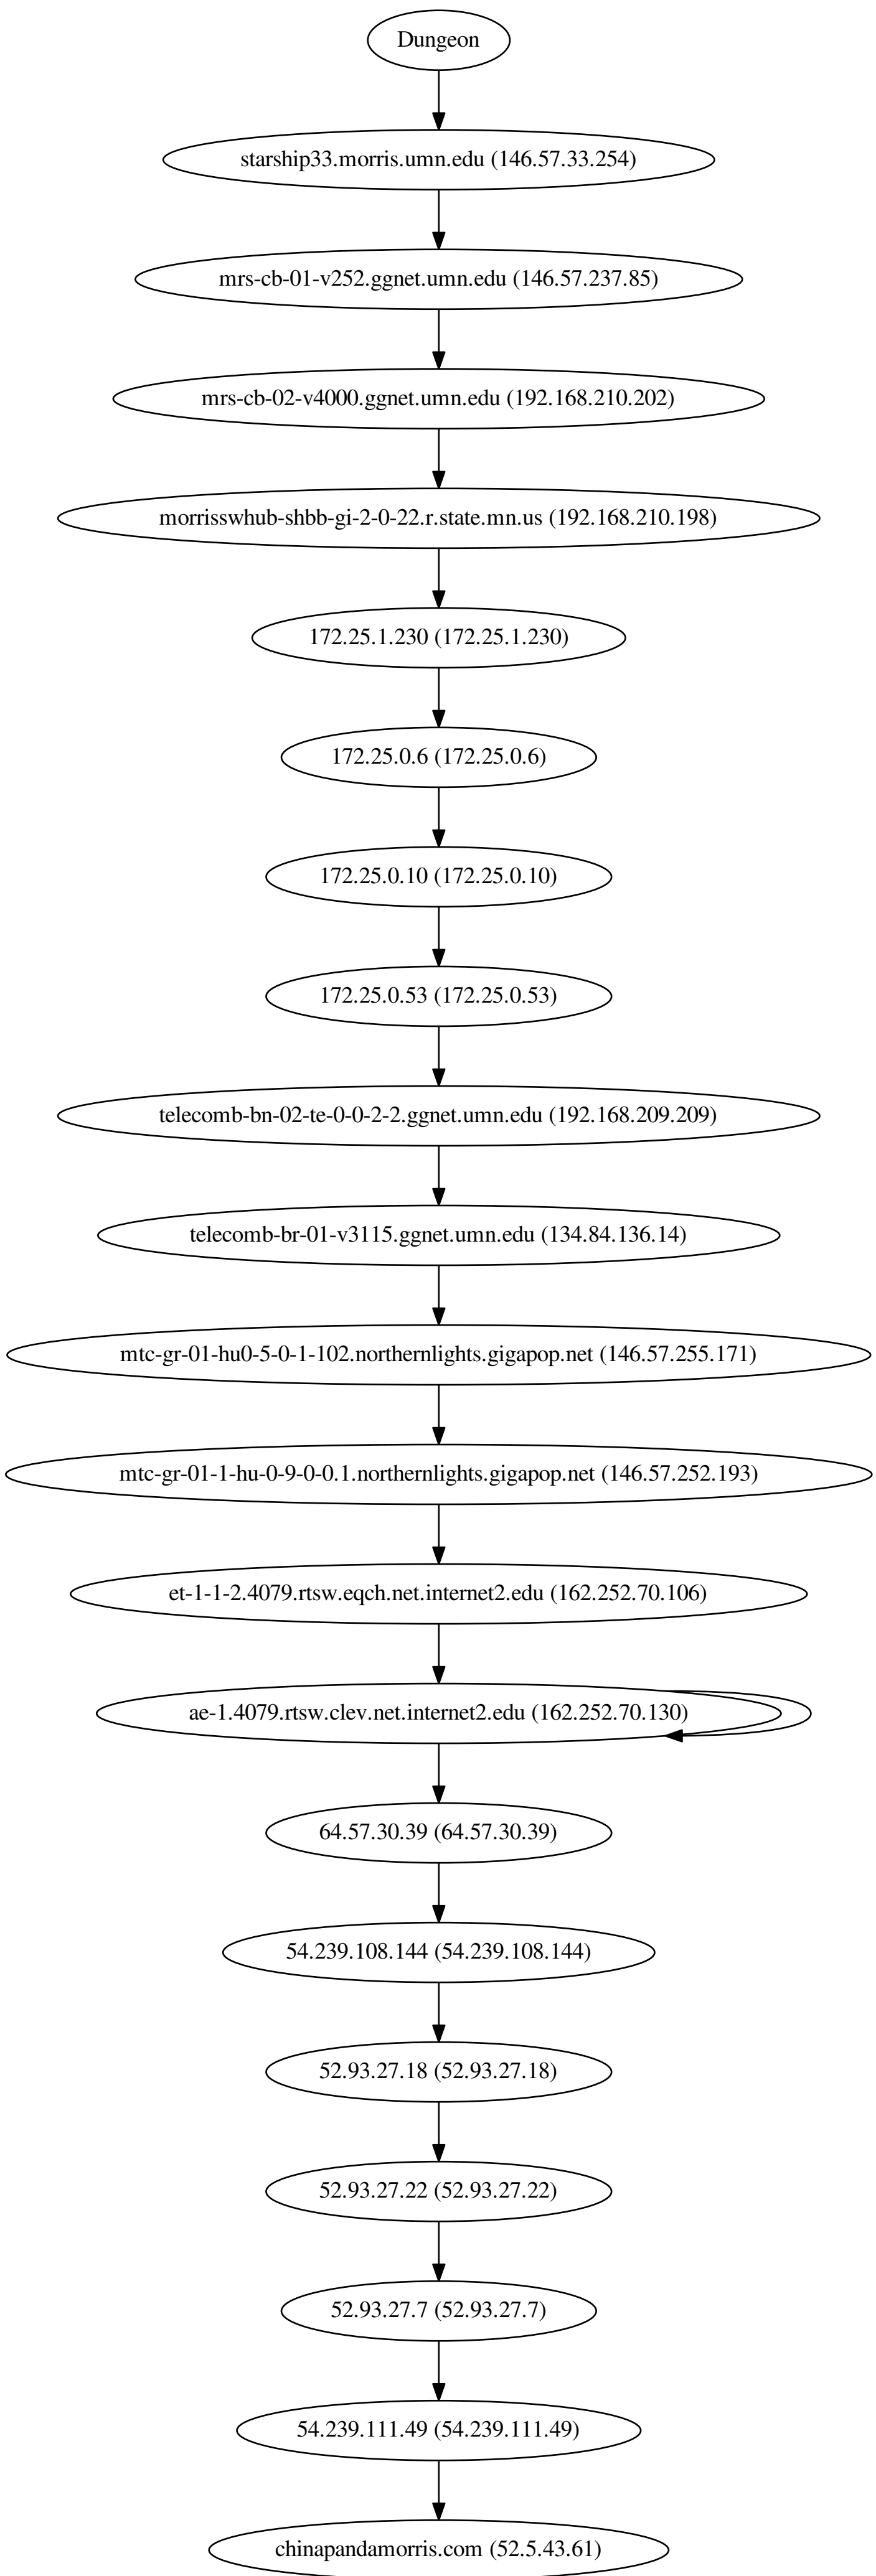 Dungeon
starship33.morris.umn.edu (146.57.33.254)
mrs-cb-01-v252.ggnet.umn.edu (146.57.237.85)
mrs-cb-02-v4000.ggnet.umn.edu (192.168.210.202)
morrisswhub-shbb-gi-2-0-22.r.state.mn.us (192.168.210.198)
172.25.1.230 (172.25.1.230)
172.25.0.6 (172.25.0.6)
172.25.0.10 (172.25.0.10)
172.25.0.53 (172.25.0.53)
telecomb-bn-02-te-0-0-2-2.ggnet.umn.edu (192.168.209.209)
telecomb-br-01-v3115.ggnet.umn.edu (134.84.136.14)
mtc-gr-01-hu0-5-0-1-102.northernlights.gigapop.net (146.57.255.171)
mtc-gr-01-1-hu-0-9-0-0.1.northernlights.gigapop.net (146.57.252.193)
et-1-1-2.4079.rtsw.eqch.net.internet2.edu (162.252.70.106)
ae-1.4079.rtsw.clev.net.internet2.edu (162.252.70.130)
64.57.30.39 (64.57.30.39)
54.239.108.144 (54.239.108.144)
52.93.27.18 (52.93.27.18)
52.93.27.22 (52.93.27.22)
52.93.27.7 (52.93.27.7)
54.239.111.49 (54.239.111.49)
chinapandamorris.com (52.5.43.61)